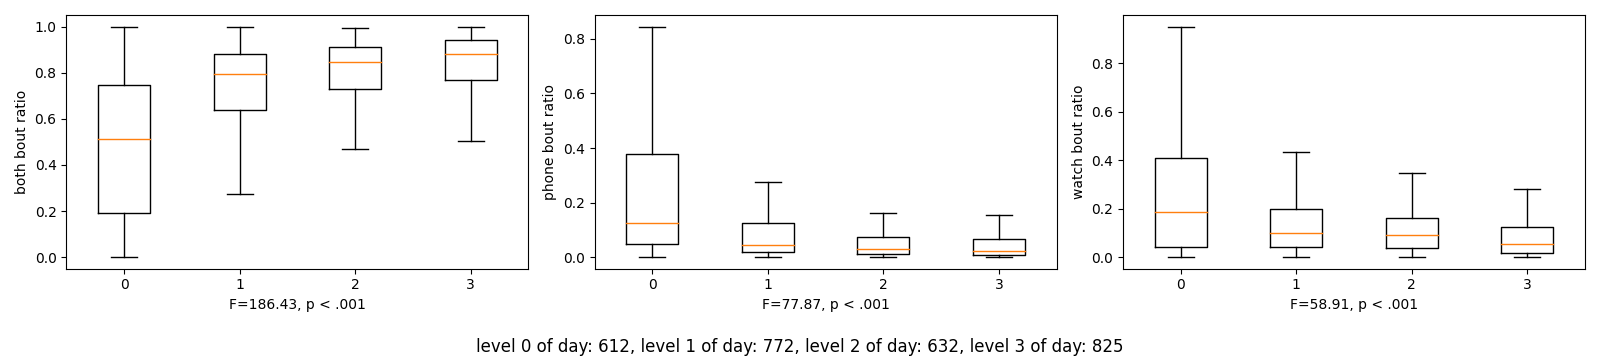 both bout ratio
1.0
0.8
0.6
0.4
0.2
0.0
0 1 2 3
F=186.43, p < .001
phone bout ratio
0.8
0.6
0.4
0.2
0.0
0 1 2 3
F=77.87, p < .001
watch bout ratio
0.8
0.6
0.4
0.2
0.0
0 1 2 3
F=58.91, p < .001
level 0 of day: 612, level 1 of day: 772, level 2 of day: 632, level 3 of day: 825